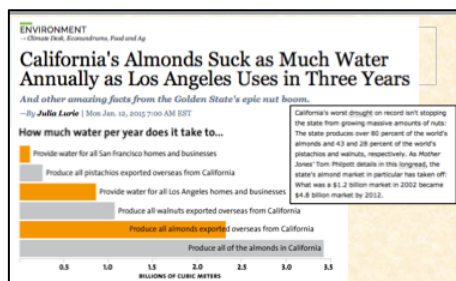 ENVIRONMENT
→ Climate Desk, Econundrums, Food and Ag
California's Almonds Suck as Much Water
Annually as Los Angeles Uses in Three Years
And other amazing facts from the Golden State's epic nut boom.
—By Julia Lurie | Mon Jan. 12, 2015 7:00 AM EST
California's worst drought on record isn't stopping
the state from growing massive amounts of nuts:
The state produces over 80 percent of the world's
almonds and 43 and 28 percent of the world's
pistachios and walnuts, respectively. As Mother
Jones' Tom Philpott details in this longread, the
state's almond market in particular has taken off:
What was a $1.2 billion market in 2002 became
$4.8 billion market by 2012.
How much water per year does it take to...
Provide water for all San Francisco homes and businesses
Produce all pistachios exported overseas from California
Provide water for all Los Angeles homes and businesses
Produce all walnuts exported overseas from California
Produce all almonds exported overseas from California
Produce all of the almonds in California
0.5 1.0 1.5 2.0 2.5 3.0 3.5
BILLIONS OF CUBIC METERS